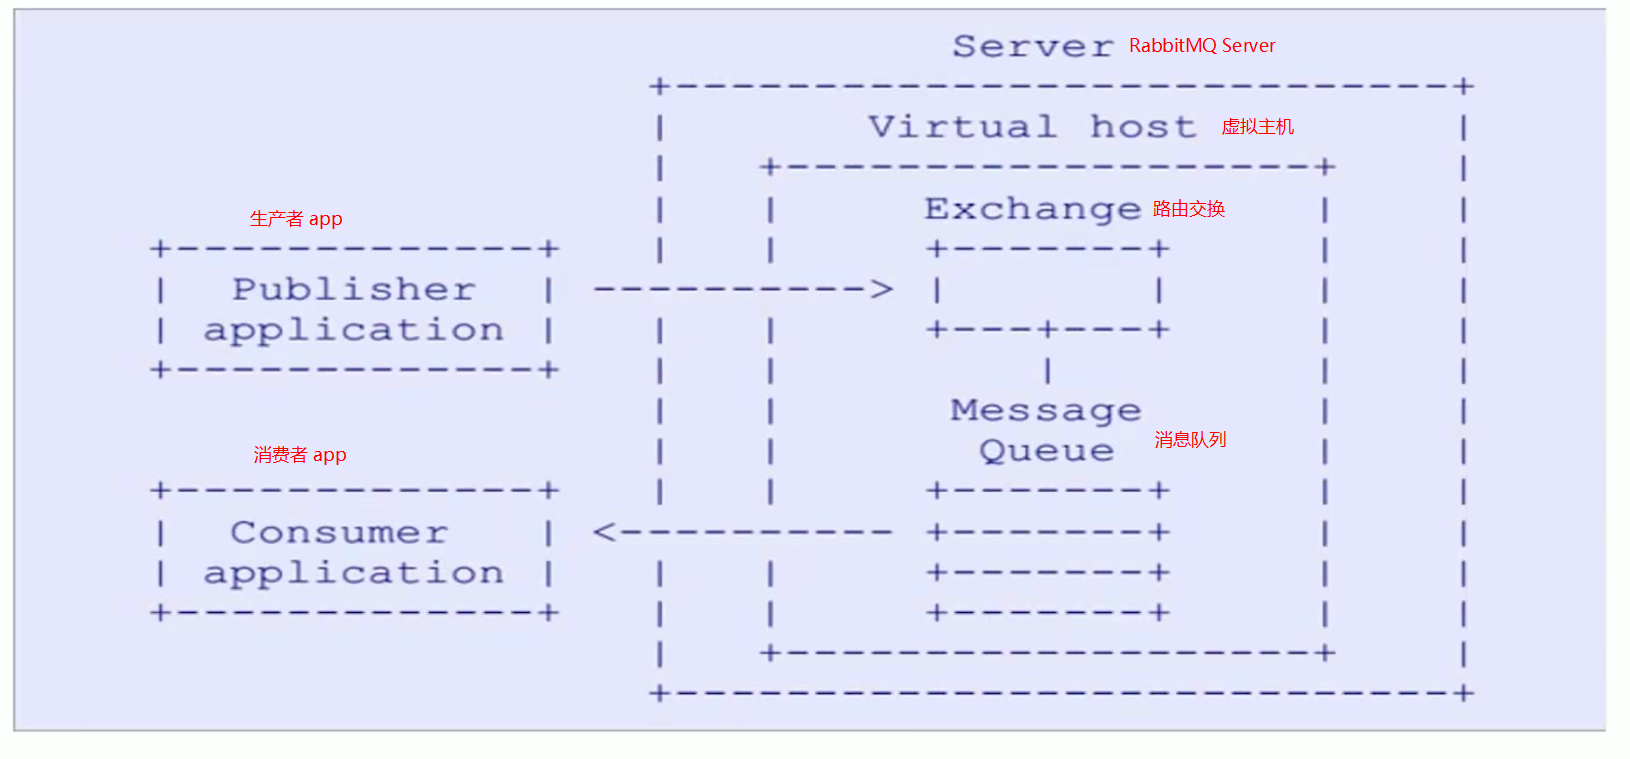 Server RabbitMQ Server
Virtual host 虚拟主机
Exchange 路由交换
生产者 app
Publisher
application
Message
Queue 消息队列
消费者 app
Consumer
application